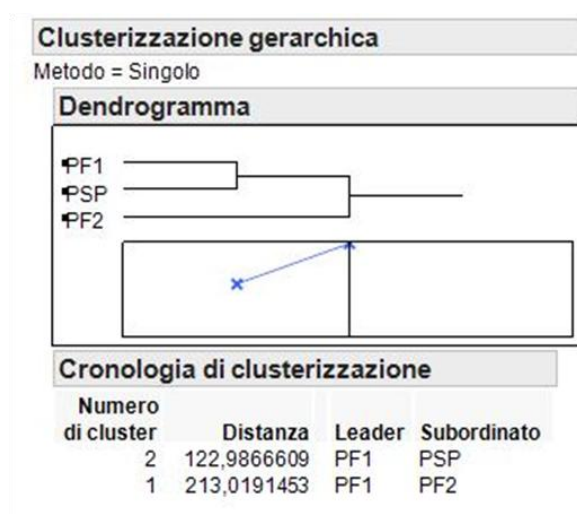 Clusterizzazione gerarchica
Metodo = Singolo
Dendrogramma
PF1
PSP
PF2
Cronologia di clusterizzazione
Numero
di cluster Distanza Leader Subordinato
2 122,9866609 PF1 PSP
1 213,0191453 PF1 PF2